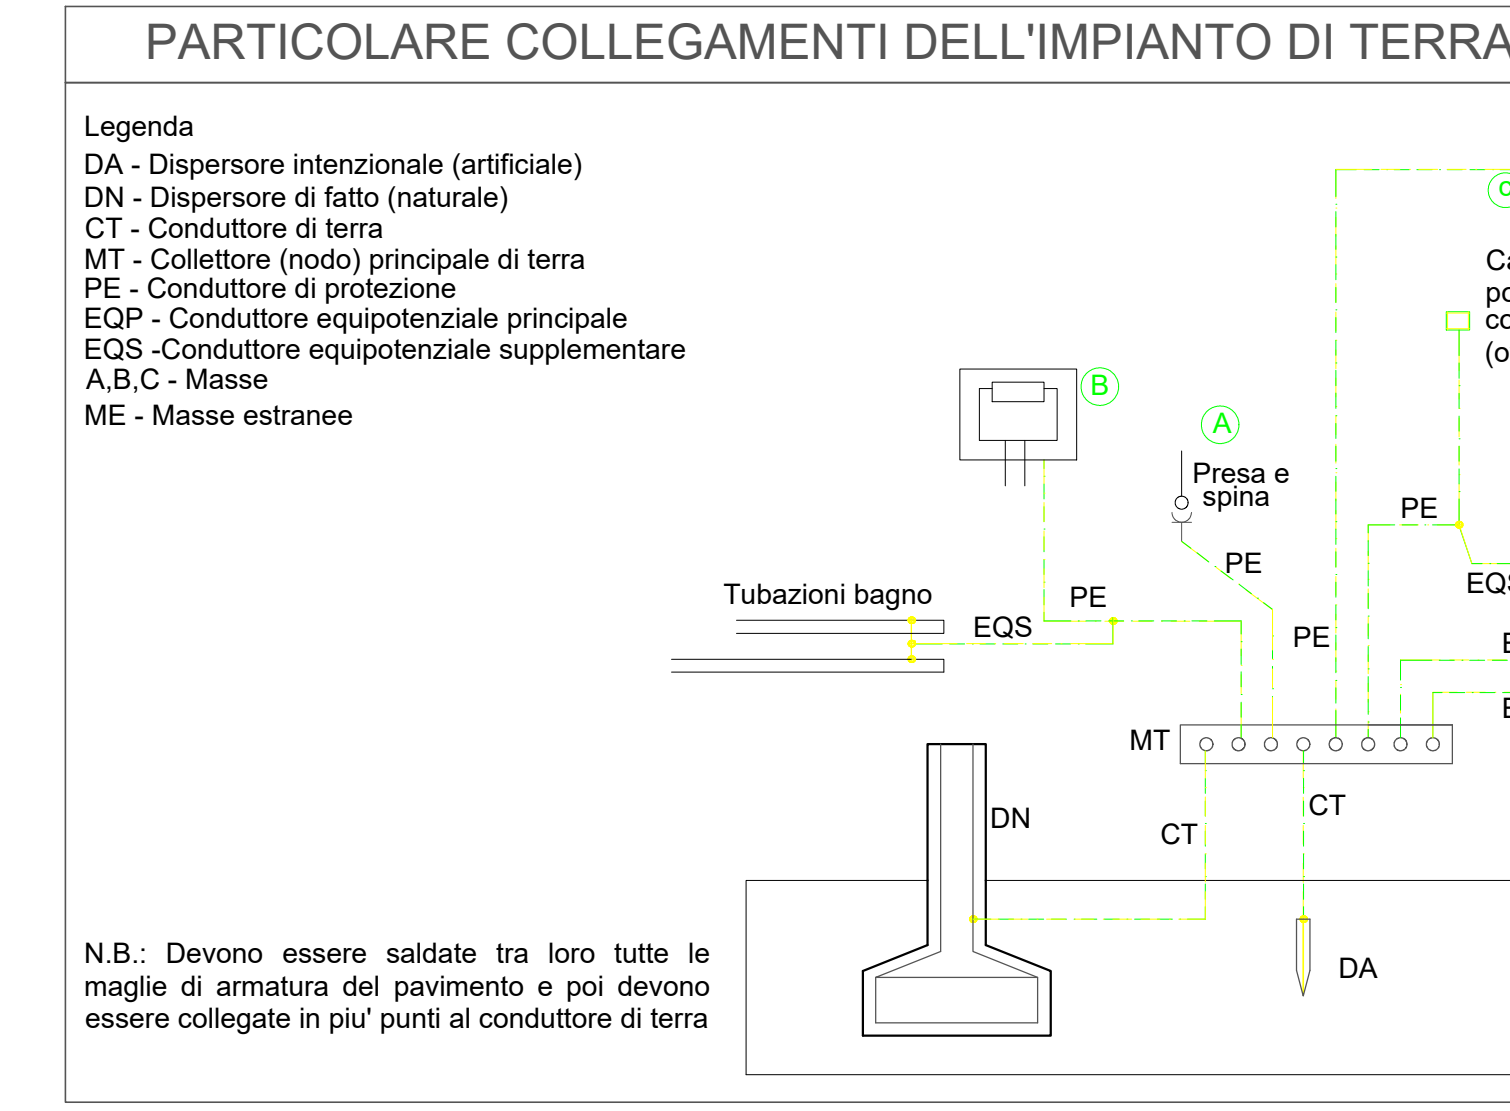 PARTICOLARE COLLEGAMENTI DELL'IMPIANTO DI TERRA
Legenda
DA - Dispersore intenzionale (artificiale)
DN - Dispersore di fatto (naturale)
CT - Conduttore di terra
MT - Collettore (nodo) principale di terra
PE - Conduttore di protezione
EQP - Conduttore equipotenziale principale
EQS -Conduttore equipotenziale supplementare
A,B,C - Masse
ME - Masse estranee
B
A
Presa e
spina
PE
PE
PE
PE
Tubazioni bagno
EQS
MT
DN
CT
CT
DA
N.B.: Devono essere saldate tra loro tutte le
maglie di armatura del pavimento e poi devono
essere collegate in piu' punti al conduttore di terra